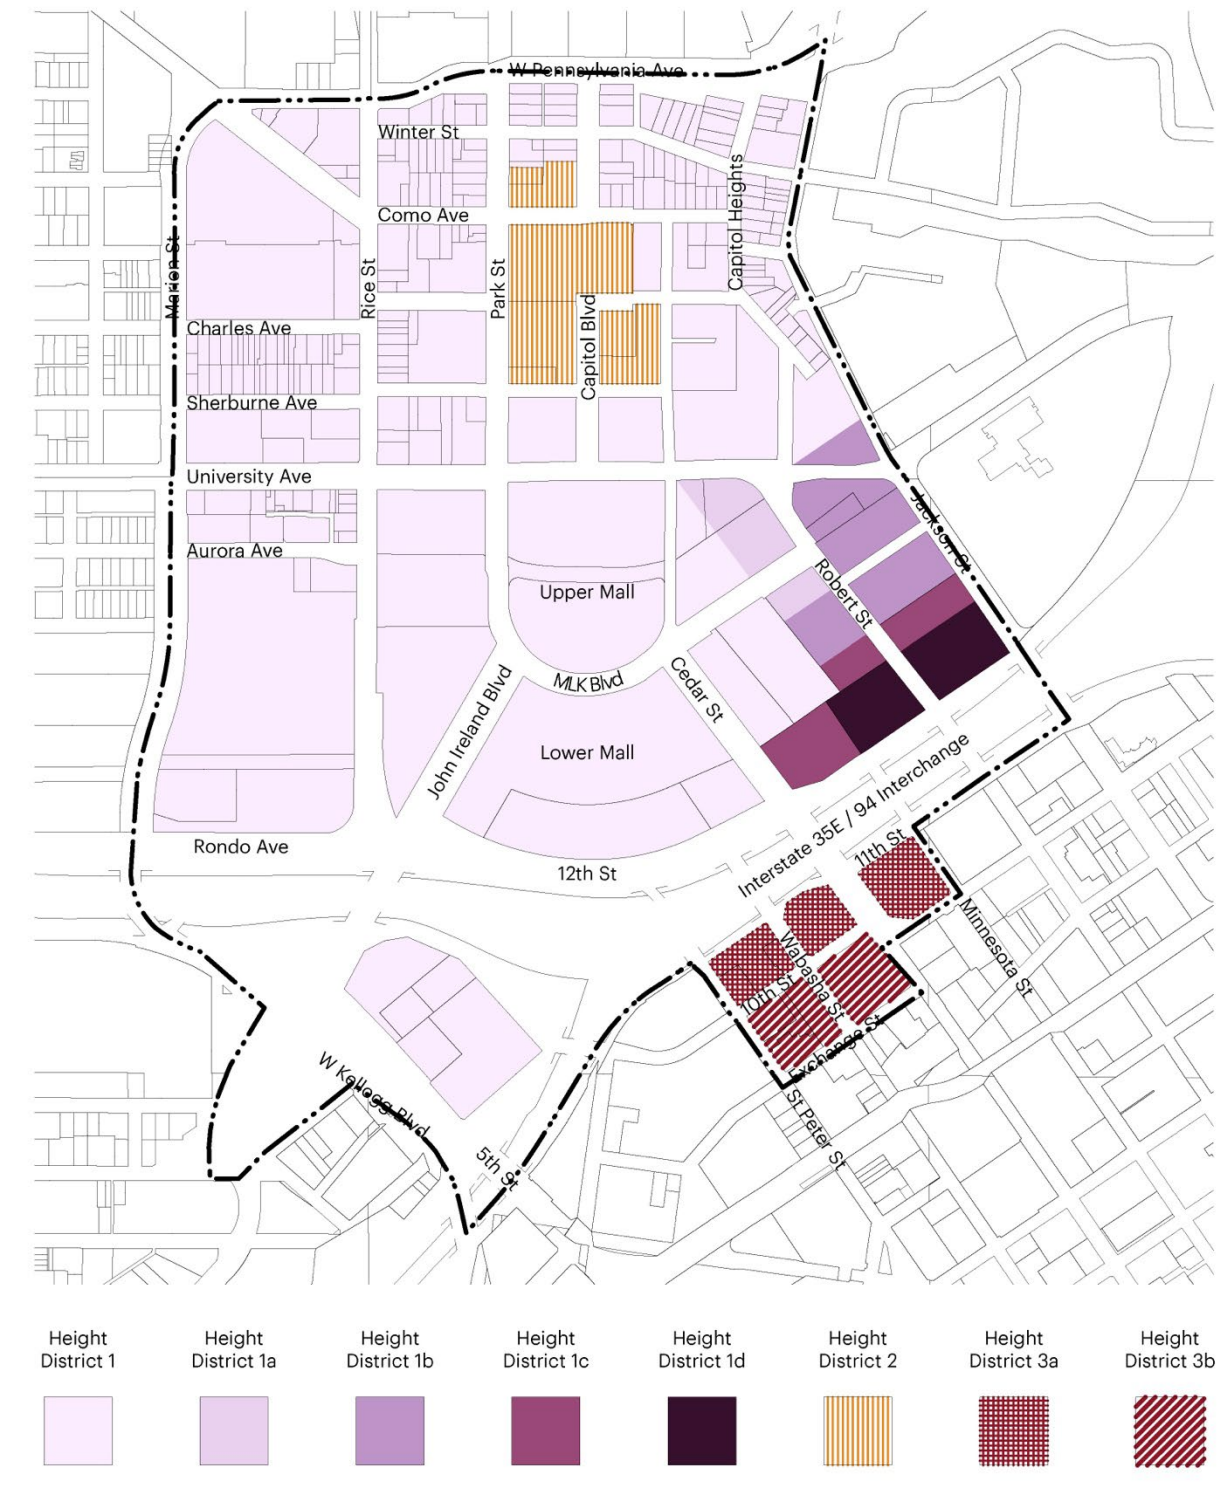 W Pennsylvania Ave
Winter St
Capitol Heights
Como Ave
Marion St
Rice St
Park St
Capitol Blvd
Charles Ave
Sherburne Ave
University Ave
Jackson St
Aurora Ave
Robert St
Upper Mall
MLK Blvd
Cedar St
John Ireland Blvd
Lower Mall
Interstate 35E / 94 Interchange
Rondo Ave
11th St
12th St
Minnesota St
Wabasha St
10th St
Exchange St
W Kellogg Blvd
St Peter St
5th St
Height
District 1
Height
District 1a
Height
District 1b
Height
District 1c
Height
District 1d
Height
District 2
Height
District 3a
Height
District 3b